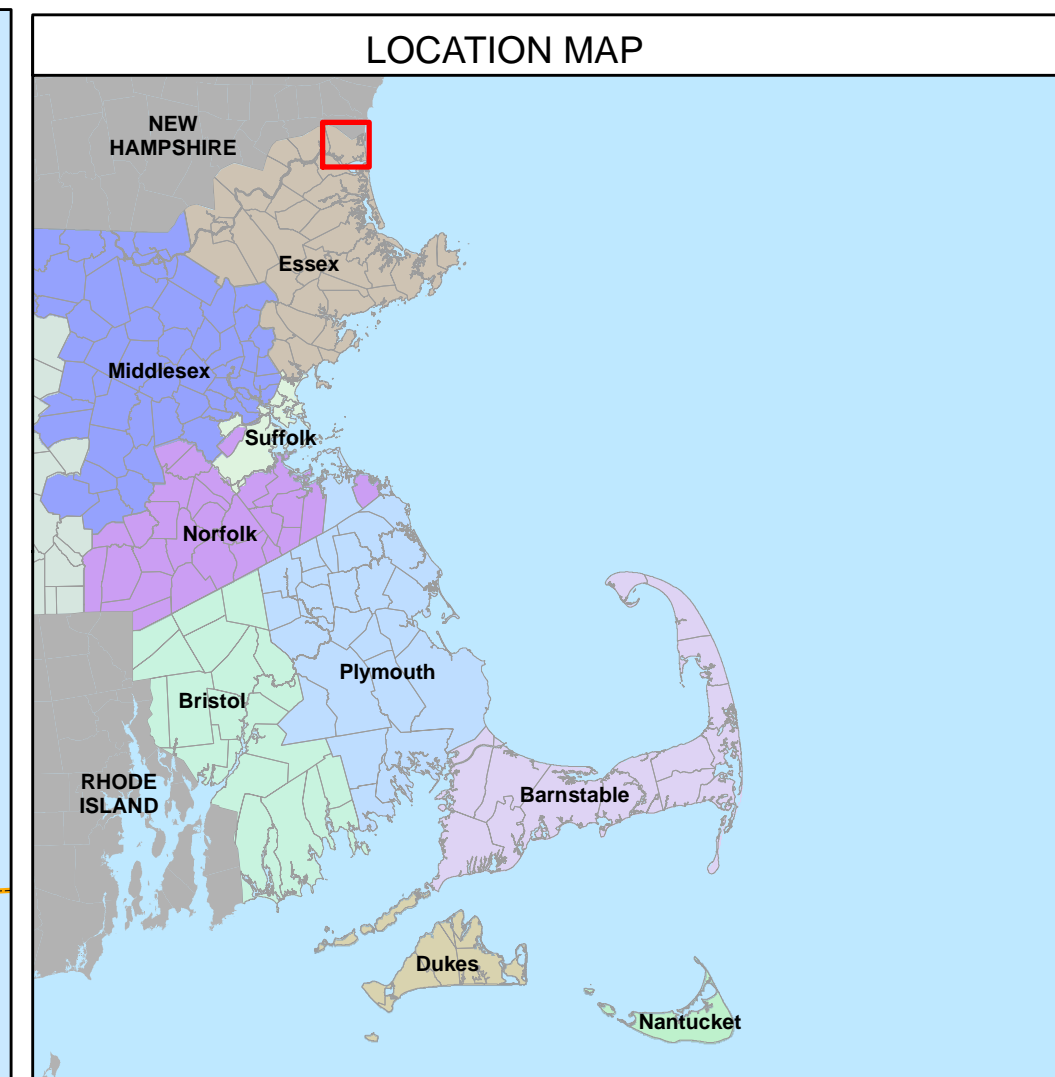 LOCATION MAP
NEW
HAMPSHIRE
Essex
Middlesex
Suffolk
Norfolk
Plymouth
Bristol
RHODE
ISLAND
Barnstable
Dukes
Nantucket